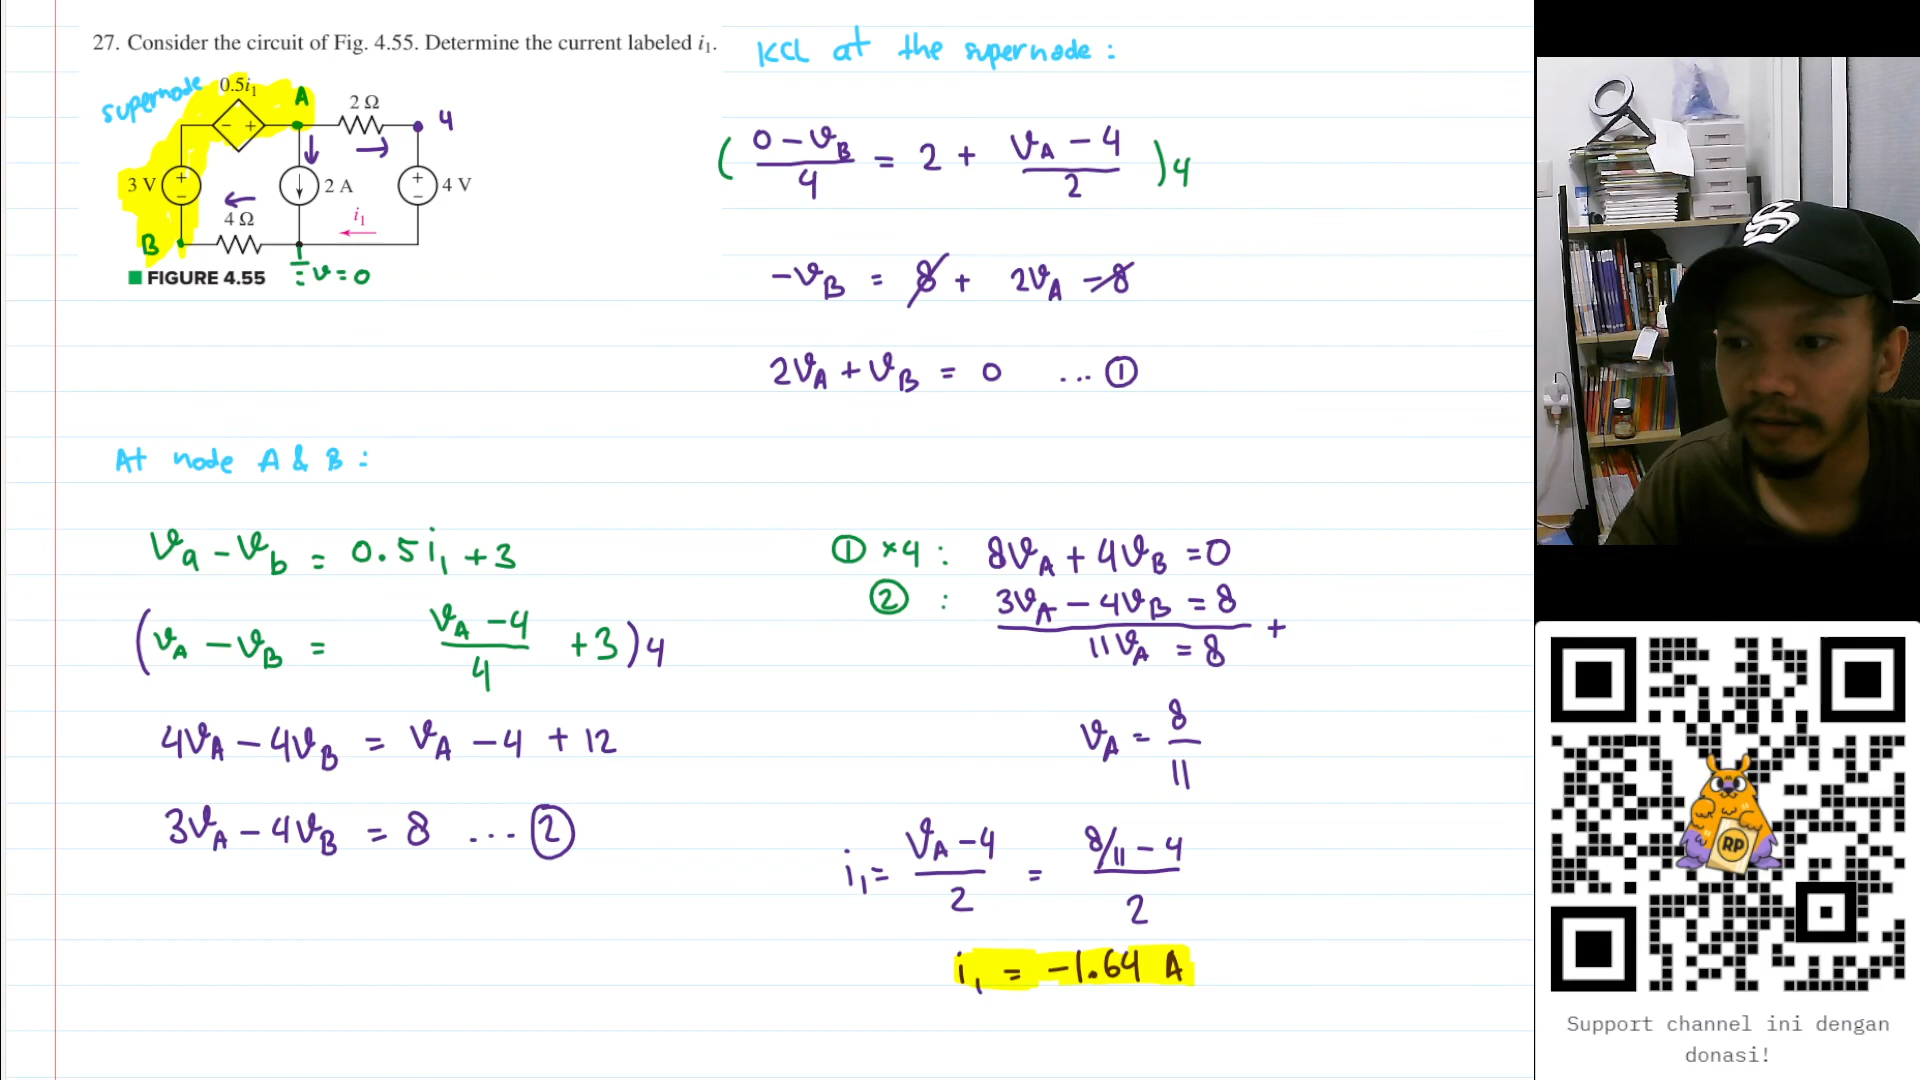 27. Consider the circuit of Fig. 4.55. Determine the current labeled i₁.
supernode
0.5i₁
A
2 Ω
4
− +
3 V
+
−
2 A
+
−
4 V
4 Ω
i₁
B
v = 0
FIGURE 4.55
KCL at the supernode :
( (0 − v_B)/4 = 2 + (v_A − 4)/2 ) 4
−v_B = 8 + 2v_A − 8
2v_A + v_B = 0 ... ①
At node A & B :
v_a − v_b = 0.5 i₁ + 3
( v_A − v_B = (v_A − 4)/4 + 3 ) 4
4v_A − 4v_B = v_A − 4 + 12
3v_A − 4v_B = 8 ... ②
① × 4 : 8v_A + 4v_B = 0
② : 3v_A − 4v_B = 8
+
11v_A = 8
v_A = 8/11
i₁ = (v_A − 4)/2 = (8/11 − 4)/2
i₁ = −1.64 A
S
RP
Support channel ini dengan
donasi!